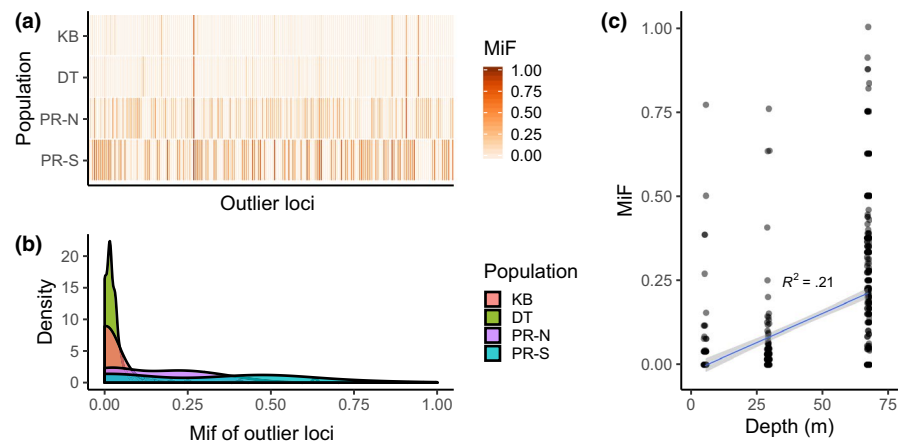 (a)
Population
KB
DT
PR-N
PR-S
Outlier loci
MiF
1.00
0.75
0.50
0.25
0.00
(b)
Density
20
15
10
5
0
0.00 0.25 0.50 0.75 1.00
Mif of outlier loci
Population
KB
DT
PR-N
PR-S
(c)
MiF
1.00
0.75
0.50
0.25
0.00
R² = .21
0 25 50 75
Depth (m)